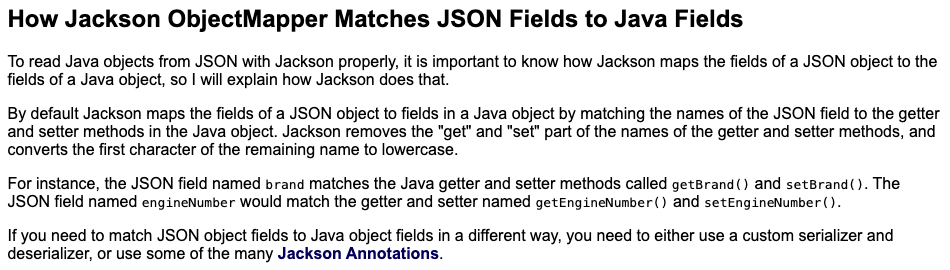 How Jackson ObjectMapper Matches JSON Fields to Java Fields
To read Java objects from JSON with Jackson properly, it is important to know how Jackson maps the fields of a JSON object to the
fields of a Java object, so I will explain how Jackson does that.
By default Jackson maps the fields of a JSON object to fields in a Java object by matching the names of the JSON field to the getter
and setter methods in the Java object. Jackson removes the "get" and "set" part of the names of the getter and setter methods, and
converts the first character of the remaining name to lowercase.
For instance, the JSON field named brand matches the Java getter and setter methods called getBrand() and setBrand(). The
JSON field named engineNumber would match the getter and setter named getEngineNumber() and setEngineNumber().
If you need to match JSON object fields to Java object fields in a different way, you need to either use a custom serializer and
deserializer, or use some of the many Jackson Annotations.